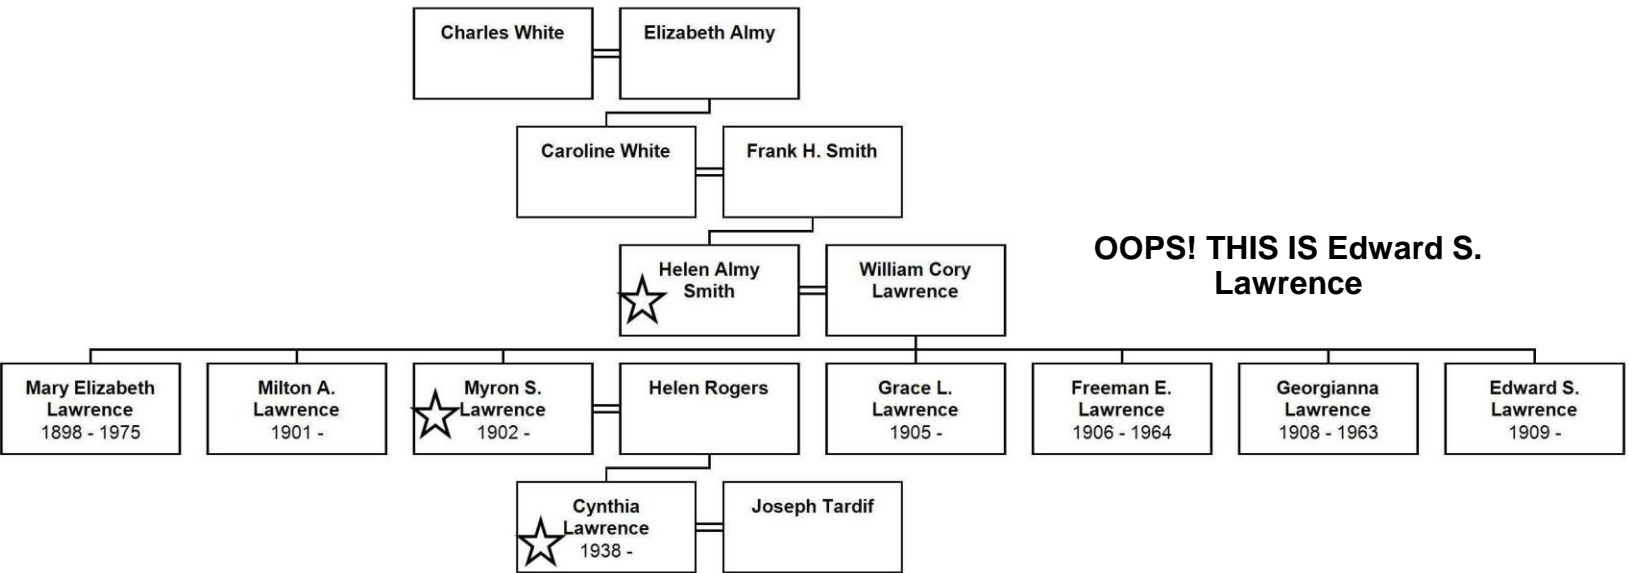 Charles White
Elizabeth Almy
Caroline White
Frank H. Smith
Helen Almy
Smith
William Cory
Lawrence
OOPS! THIS IS Edward S.
Lawrence
Mary Elizabeth
Lawrence
1898 - 1975
Milton A.
Lawrence
1901 -
Myron S.
Lawrence
1902 -
Helen Rogers
Grace L.
Lawrence
1905 -
Freeman E.
Lawrence
1906 - 1964
Georgianna
Lawrence
1908 - 1963
Edward S.
Lawrence
1909 -
Cynthia
Lawrence
1938 -
Joseph Tardif